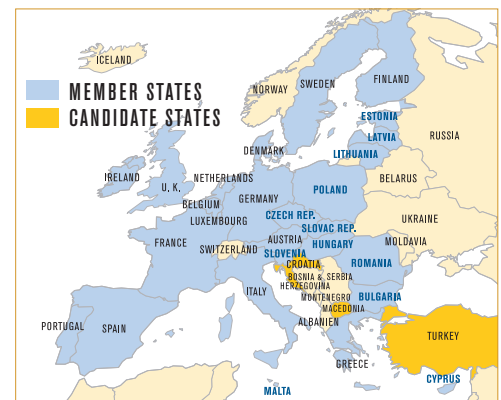 ICELAND
MEMBER STATES
CANDIDATE STATES
NORWAY
SWEDEN
FINLAND
ESTONIA
RUSSIA
LATVIA
DENMARK
LITHUANIA
IRELAND
NETHERLANDS
BELARUS
U. K.
POLAND
BELGIUM
GERMANY
LUXEMBOURG
CZECH REP.
UKRAINE
SLOVAC REP.
FRANCE
AUSTRIA
HUNGARY
MOLDAVIA
SWITZERLAND
SLOVENIA
CROATIA
ROMANIA
BOSNIA &
HERZEGOVINA
SERBIA
ITALY
MONTENEGRO
BULGARIA
MACEDONIA
PORTUGAL
SPAIN
ALBANIEN
TURKEY
GREECE
CYPRUS
MALTA